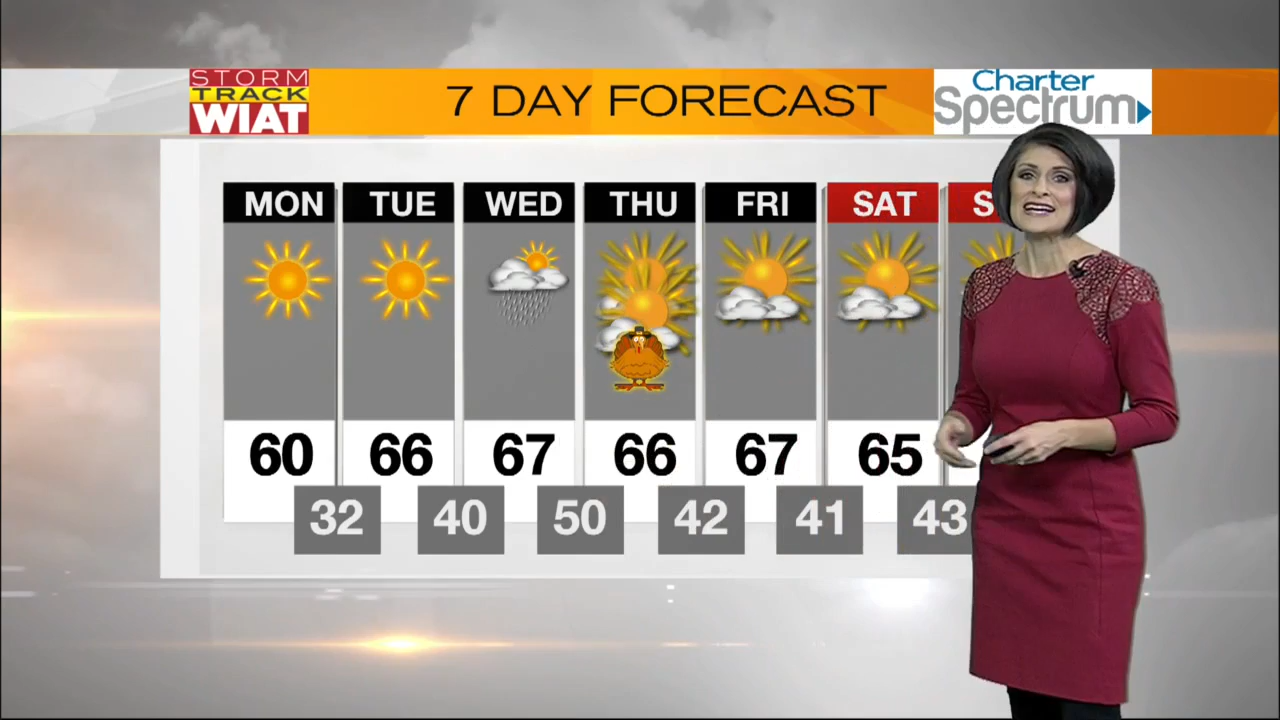 STORM
TRACK
WIAT
7 DAY FORECAST
Charter
Spectrum
MON TUE WED THU FRI SAT
60 66 67 66 67 65
32 40 50 42 41 43